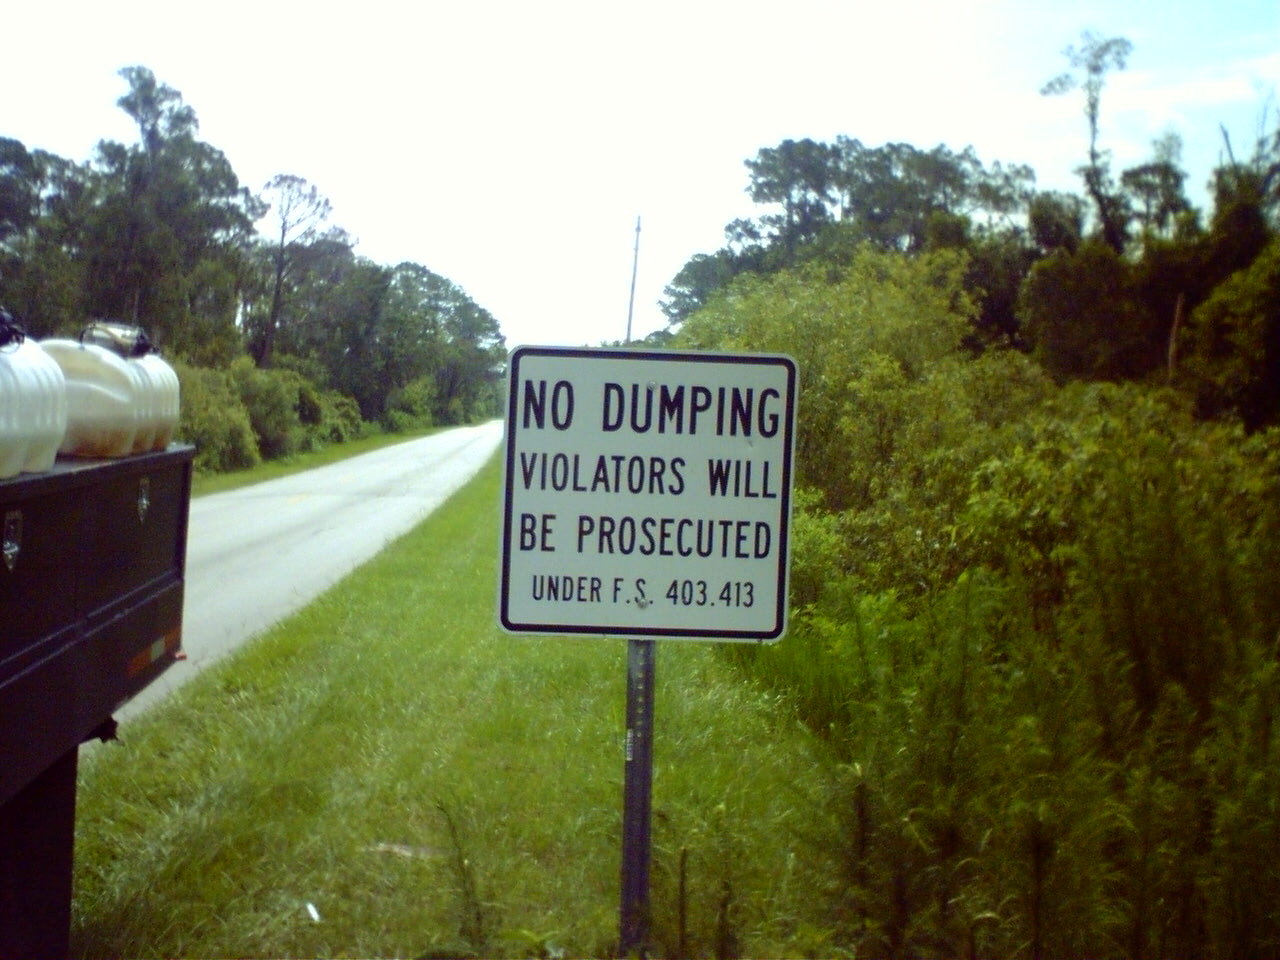 NO DUMPING
VIOLATORS WILL
BE PROSECUTED
UNDER F.S. 403.413